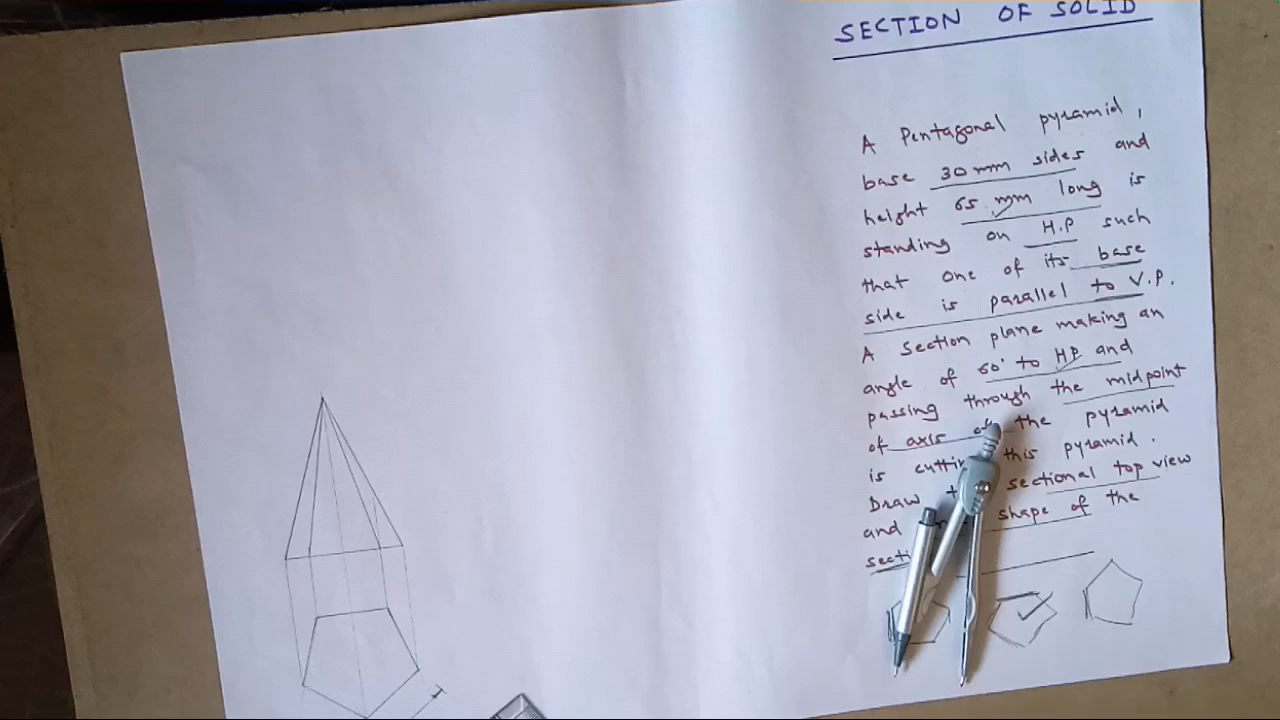 SECTION OF SOLID
A Pentagonal pyramid,
base 30 mm sides and
height 65 mm long is
standing on H.P such
that one of its base
side is parallel to V.P.
A section plane making an
angle of 60° to HP and
passing through the midpoint
of axis of the pyramid
is this pyramid.
Draw sectional top view
and shape of the